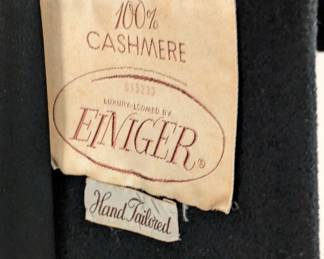 100%
CASHMERE
LUXURY-LOOMED BY
EINIGER®
Hand Tailored